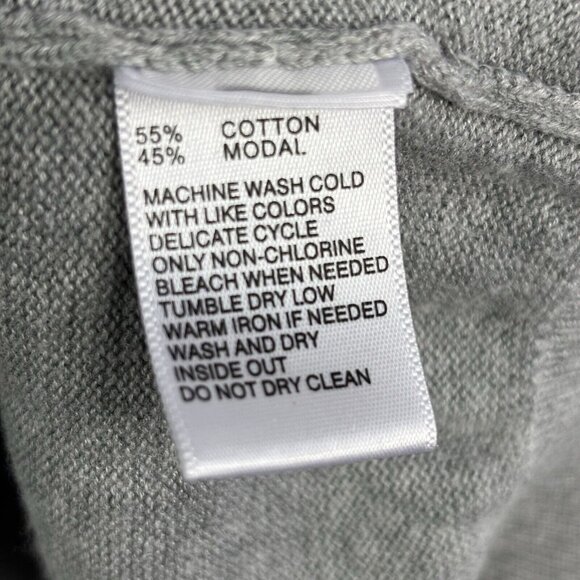 55% COTTON
45% MODAL
MACHINE WASH COLD
WITH LIKE COLORS
DELICATE CYCLE
ONLY NON-CHLORINE
BLEACH WHEN NEEDED
TUMBLE DRY LOW
WARM IRON IF NEEDED
WASH AND DRY
INSIDE OUT
DO NOT DRY CLEAN